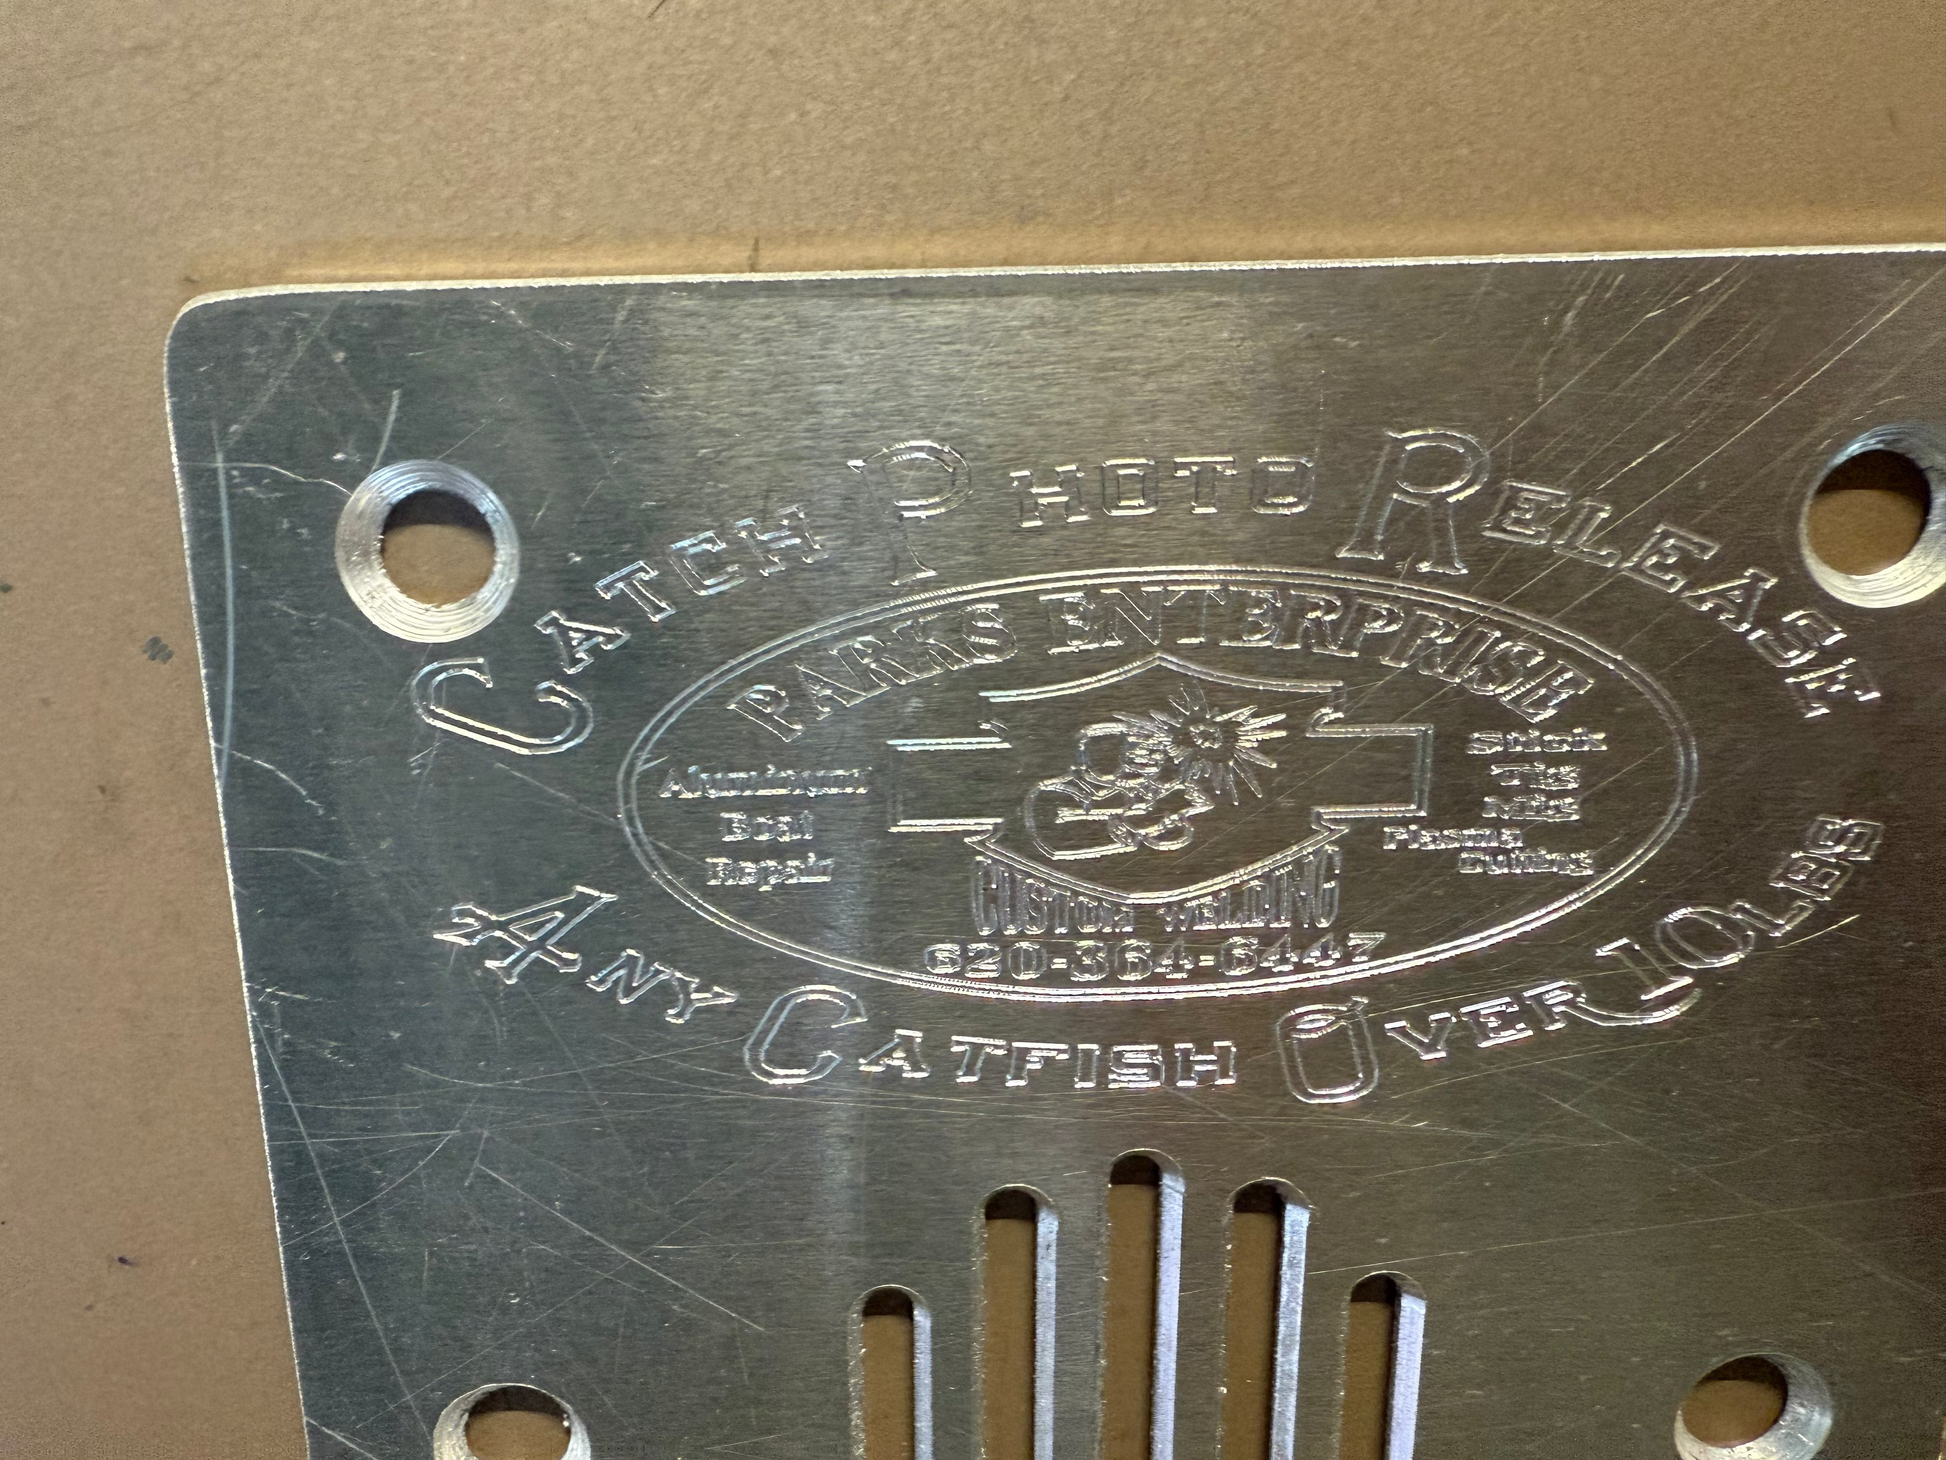 Catch Photo Release
PARKS ENTERPRISE
Aluminum
Boat
Repair
Stick
Tig
Mig
Plasma
Cutting
CUSTOM WELDING
620-364-6447
Any Catfish Over 10Lbs